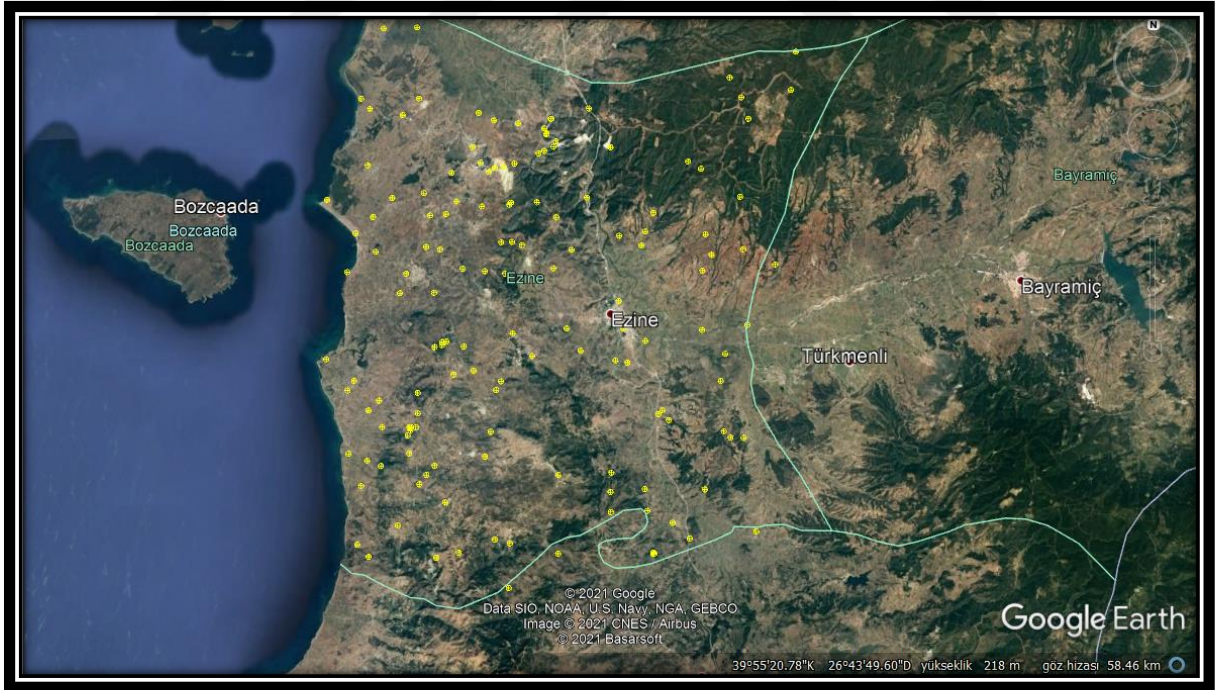 N
Bayramiç
Bozcaada
Bozcaada
Bozcaada
Ezine
Bayramiç
Ezine
Türkmenli
© 2021 Google
Data SIO, NOAA, U.S. Navy, NGA, GEBCO
Image © 2021 CNES / Airbus
© 2021 Basarsoft
Google Earth
39°55'20.78"K 26°43'49.60"D yükseklik 218 m göz hizası 58.46 km